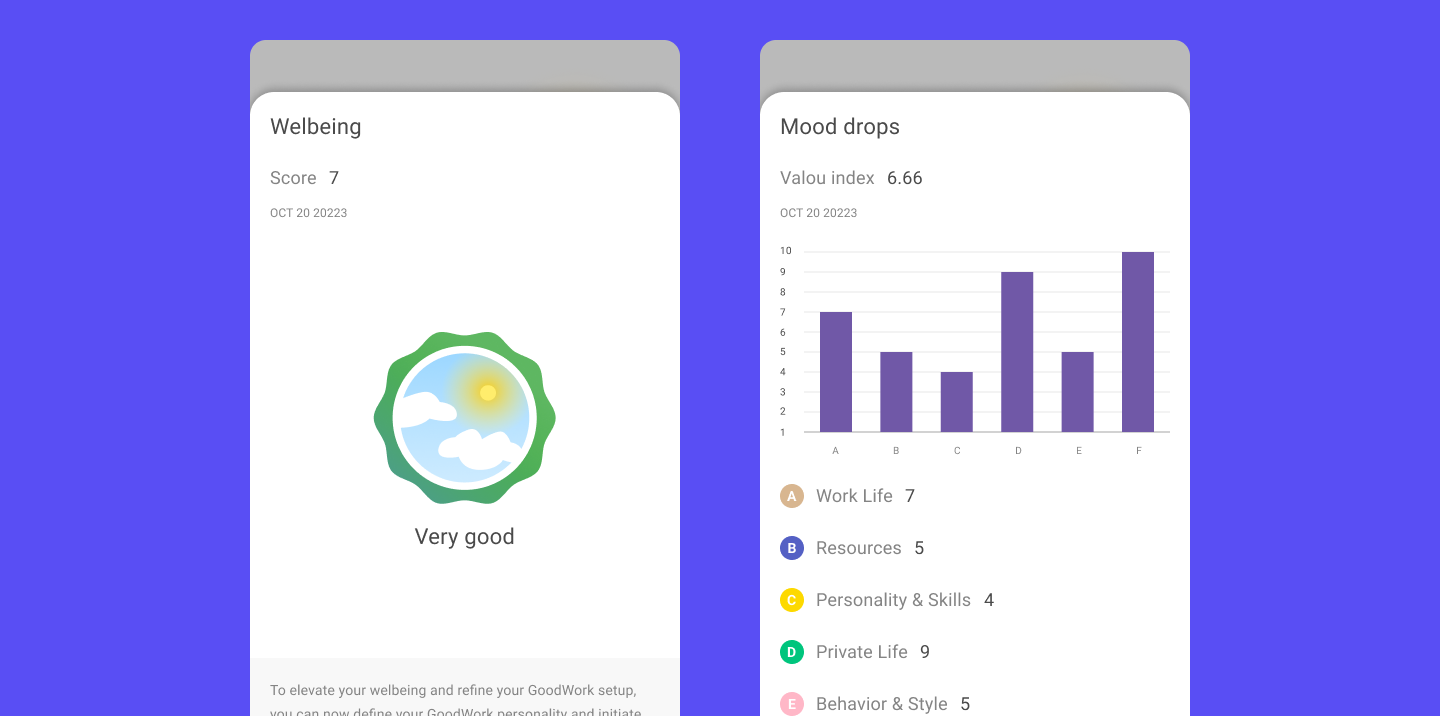 Welbeing
Score 7
OCT 20 20223
Very good
To elevate your welbeing and refine your GoodWork setup,
you can now define your GoodWork personality and initiate
Mood drops
Valou index 6.66
OCT 20 20223
10
9
8
7
6
5
4
3
2
1
A B C D E F
A Work Life 7
B Resources 5
C Personality & Skills 4
D Private Life 9
E Behavior & Style 5